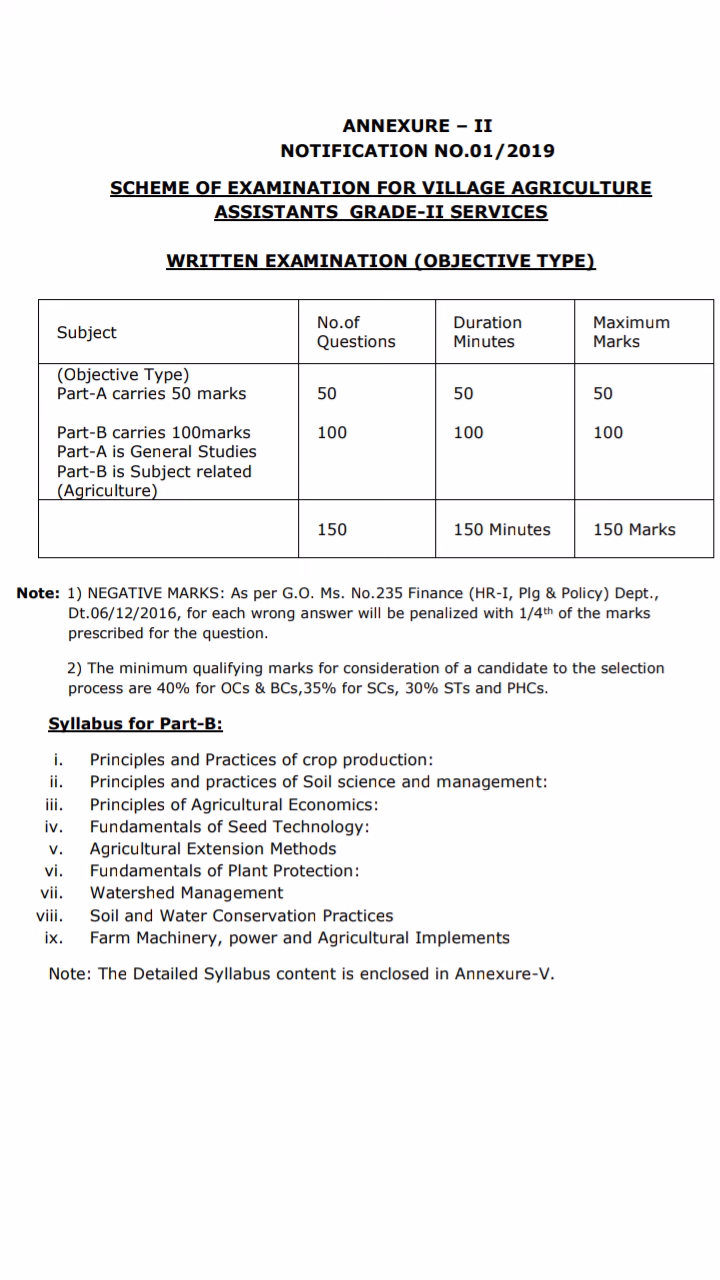 ANNEXURE – II
NOTIFICATION NO.01/2019
SCHEME OF EXAMINATION FOR VILLAGE AGRICULTURE
ASSISTANTS GRADE-II SERVICES
WRITTEN EXAMINATION (OBJECTIVE TYPE)
Subject
No.of
Questions
Duration
Minutes
Maximum
Marks
(Objective Type)
Part-A carries 50 marks 50 50 50
Part-B carries 100marks 100 100 100
Part-A is General Studies
Part-B is Subject related
(Agriculture)
150 150 Minutes 150 Marks
Note: 1) NEGATIVE MARKS: As per G.O. Ms. No.235 Finance (HR-I, Plg & Policy) Dept.,
Dt.06/12/2016, for each wrong answer will be penalized with 1/4th of the marks
prescribed for the question.
2) The minimum qualifying marks for consideration of a candidate to the selection
process are 40% for OCs & BCs,35% for SCs, 30% STs and PHCs.
Syllabus for Part-B:
i. Principles and Practices of crop production:
ii. Principles and practices of Soil science and management:
iii. Principles of Agricultural Economics:
iv. Fundamentals of Seed Technology:
v. Agricultural Extension Methods
vi. Fundamentals of Plant Protection:
vii. Watershed Management
viii. Soil and Water Conservation Practices
ix. Farm Machinery, power and Agricultural Implements
Note: The Detailed Syllabus content is enclosed in Annexure-V.